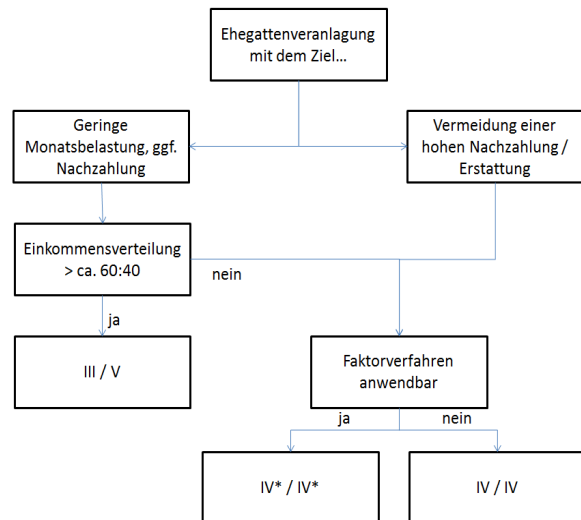 Ehegattenveranlagung
mit dem Ziel...
Geringe
Monatsbelastung, ggf.
Nachzahlung
Vermeidung einer
hohen Nachzahlung /
Erstattung
Einkommensverteilung
> ca. 60:40
nein
ja
III / V
Faktorverfahren
anwendbar
ja
nein
IV* / IV*
IV / IV